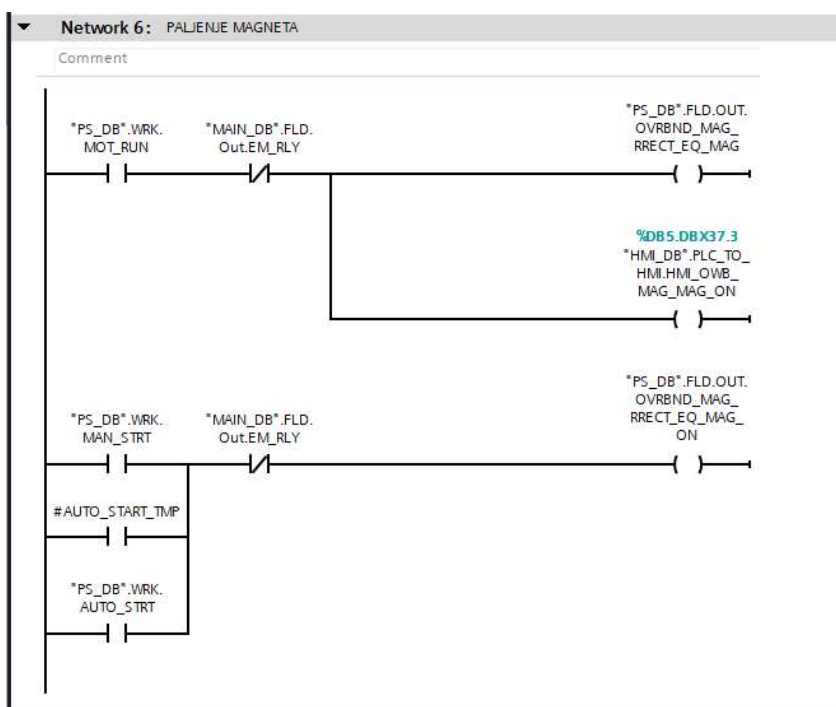 Network 6: PALJENJE MAGNETA
Comment
"PS_DB".WRK.
MOT_RUN
"MAIN_DB".FLD.
Out.EM_RLY
"PS_DB".FLD.OUT.
OVRBND_MAG_
RRECT_EQ_MAG
%DB5.DBX37.3
"HMI_DB".PLC_TO_
HMI.HMI_OWB_
MAG_MAG_ON
"PS_DB".WRK.
MAN_STRT
"MAIN_DB".FLD.
Out.EM_RLY
"PS_DB".FLD.OUT.
OVRBND_MAG_
RRECT_EQ_MAG_
ON
#AUTO_START_TMP
"PS_DB".WRK.
AUTO_STRT